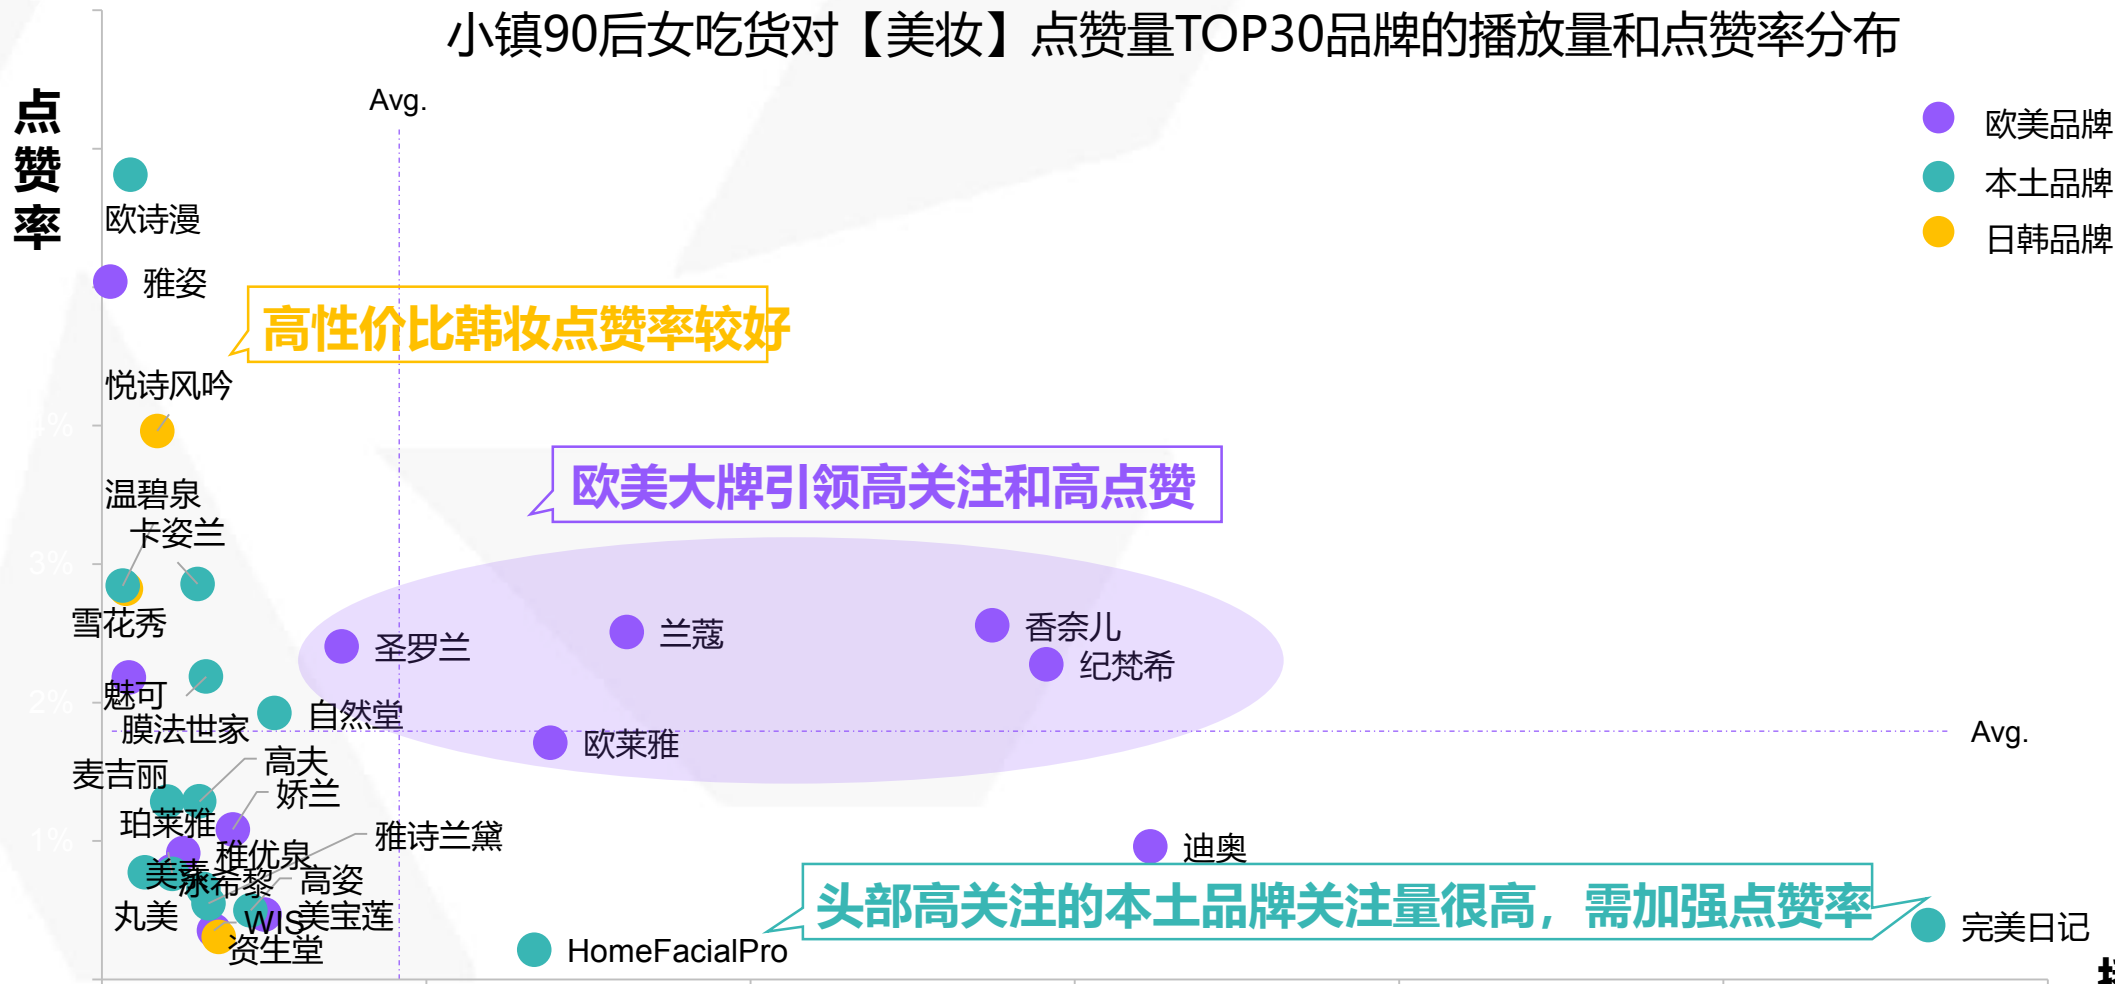 小镇90后女吃货对【美妆】点赞量TOP30品牌的播放量和点赞率分布
点赞率
Avg.
欧美品牌
本土品牌
日韩品牌
欧诗漫
雅姿
高性价比韩妆点赞率较好
悦诗风吟
4%
欧美大牌引领高关注和高点赞
温碧泉
卡姿兰
3%
雪花秀
圣罗兰
兰蔻
香奈儿
纪梵希
魅可
2%
自然堂
膜法世家
欧莱雅
Avg.
高夫
麦吉丽
娇兰
珀莱雅
1%
雅诗兰黛
稚优泉
迪奥
美素
希黎
高姿
丸美
WIS
美宝莲
头部高关注的本土品牌关注量很高，需加强点赞率
完美日记
资生堂
HomeFacialPro